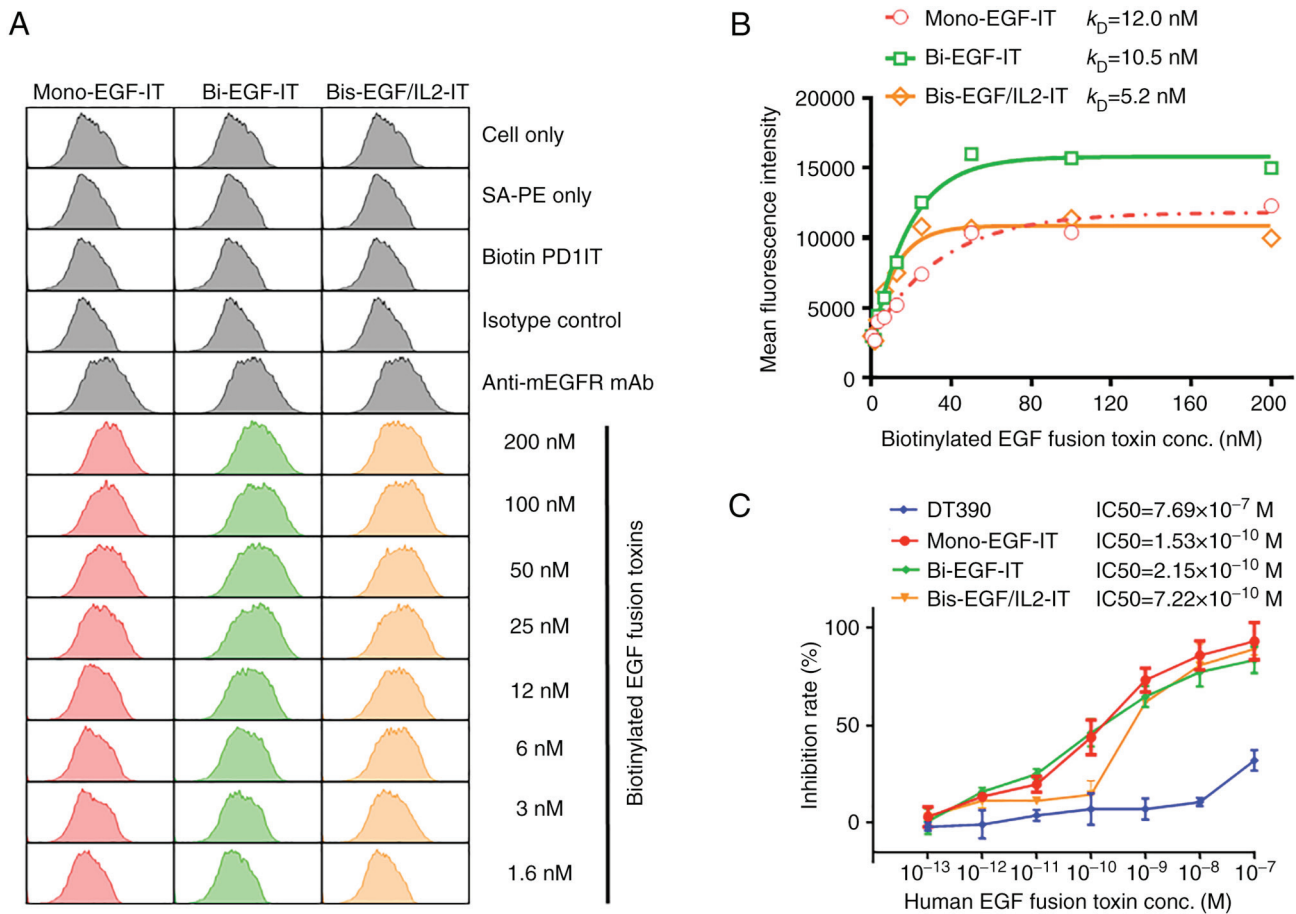 A
Mono-EGF-IT Bi-EGF-IT Bis-EGF/IL2-IT
Cell only
SA-PE only
Biotin PD1IT
Isotype control
Anti-mEGFR mAb
200 nM
100 nM
50 nM
25 nM
12 nM
6 nM
3 nM
1.6 nM
Biotinylated EGF fusion toxins
B
Mono-EGF-IT kD=12.0 nM
Bi-EGF-IT kD=10.5 nM
Bis-EGF/IL2-IT kD=5.2 nM
Mean fluorescence intensity
20000
15000
10000
5000
0
0 40 80 120 160 200
Biotinylated EGF fusion toxin conc. (nM)
C
DT390 IC50=7.69×10⁻⁷ M
Mono-EGF-IT IC50=1.53×10⁻¹⁰ M
Bi-EGF-IT IC50=2.15×10⁻¹⁰ M
Bis-EGF/IL2-IT IC50=7.22×10⁻¹⁰ M
Inhibition rate (%)
100
50
0
10⁻¹³ 10⁻¹² 10⁻¹¹ 10⁻¹⁰ 10⁻⁹ 10⁻⁸ 10⁻⁷
Human EGF fusion toxin conc. (M)